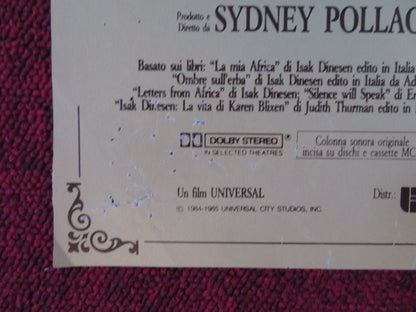 Prodotto e
Diretto da SYDNEY POLLAC
Basato sui libri: "La mia Africa" di Isak Dinesen edito in Italia
"Ombre sull'erba" di Isak Dinesen edito in Italia da Ad
"Letters from Africa" di Isak Dinesen; "Silence will Speak" di Er
"Isak Dinesen: La vita di Karen Blixen" di Judith Thurman edito in
DOLBY STEREO ®
IN SELECTED THEATRES
Colonna sonora originale
incisa su dischi e cassette MC
Un film UNIVERSAL
Distr.:
© 1984-1985 UNIVERSAL CITY STUDIOS, INC.